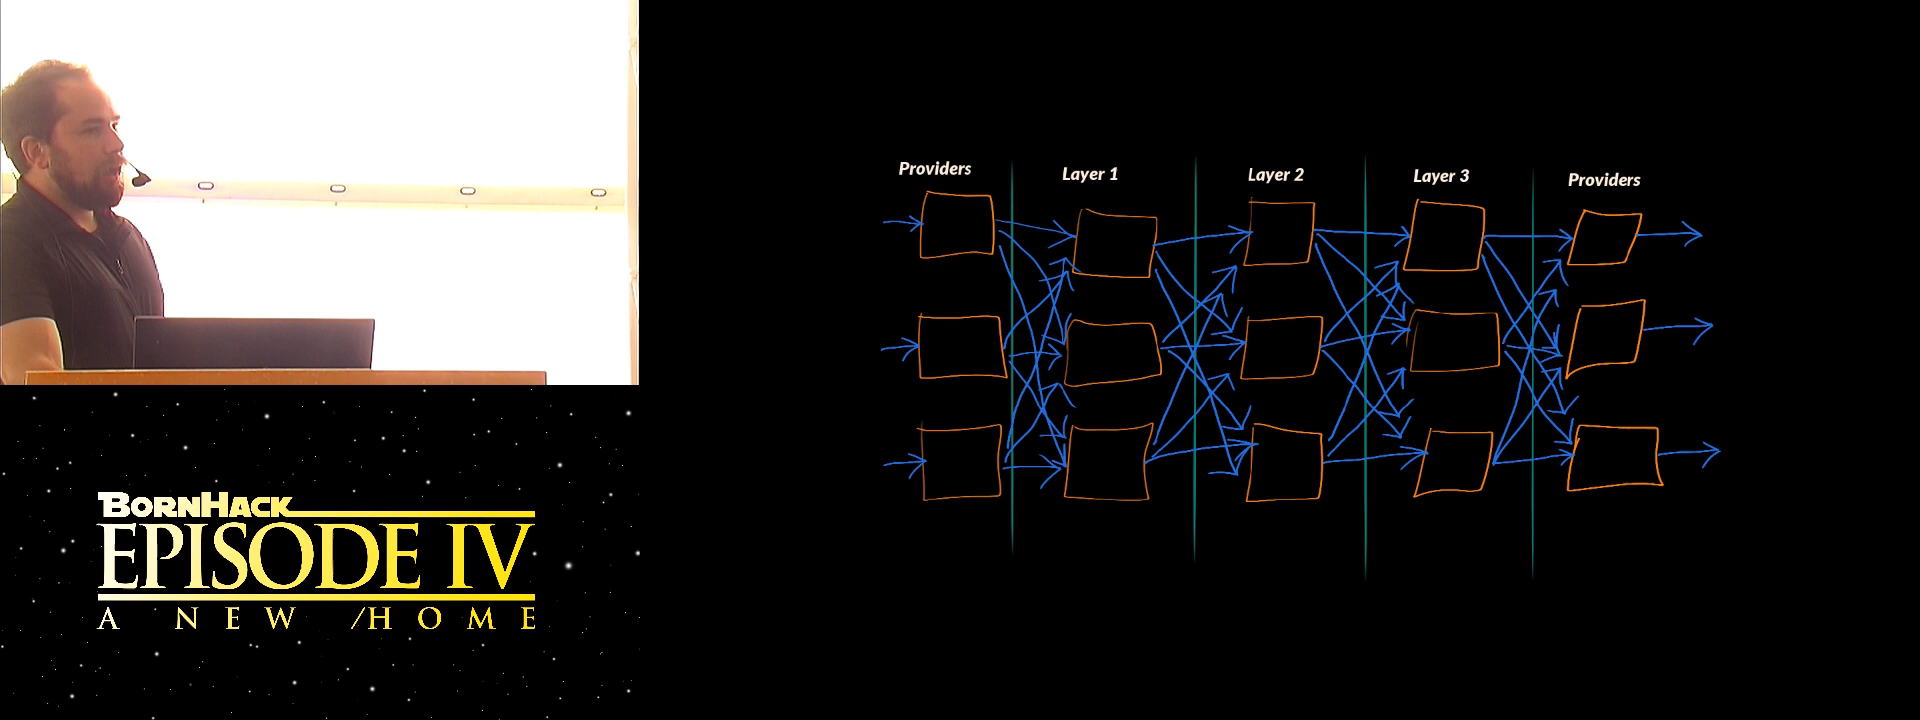 Providers
Layer 1
Layer 2
Layer 3
Providers
BORNHACK
EPISODE IV
A NEW /HOME